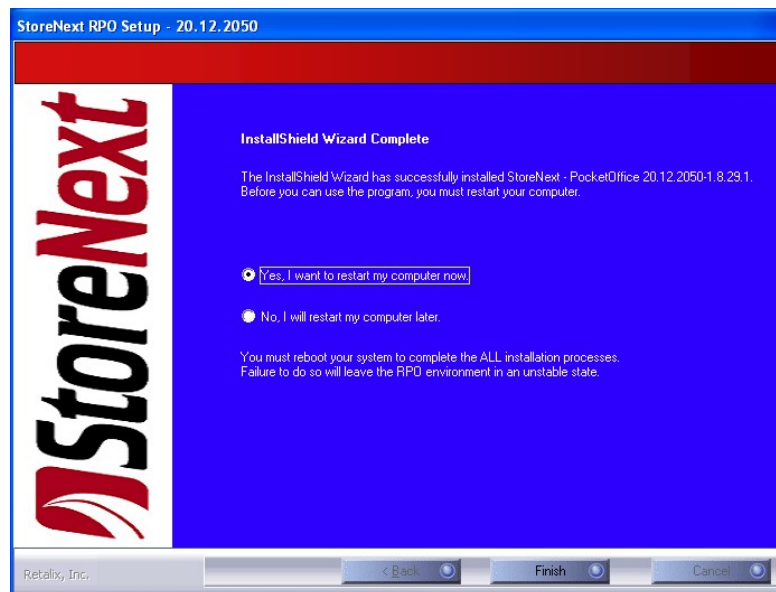 StoreNext RPO Setup - 20.12.2050
StoreNext
InstallShield Wizard Complete
The InstallShield Wizard has successfully installed StoreNext - PocketOffice 20.12.2050-1.8.29.1.
Before you can use the program, you must restart your computer.
Yes, I want to restart my computer now.
No, I will restart my computer later.
You must reboot your system to complete the ALL installation processes.
Failure to do so will leave the RPO environment in an unstable state.
Retalix, Inc.
< Back
Finish
Cancel